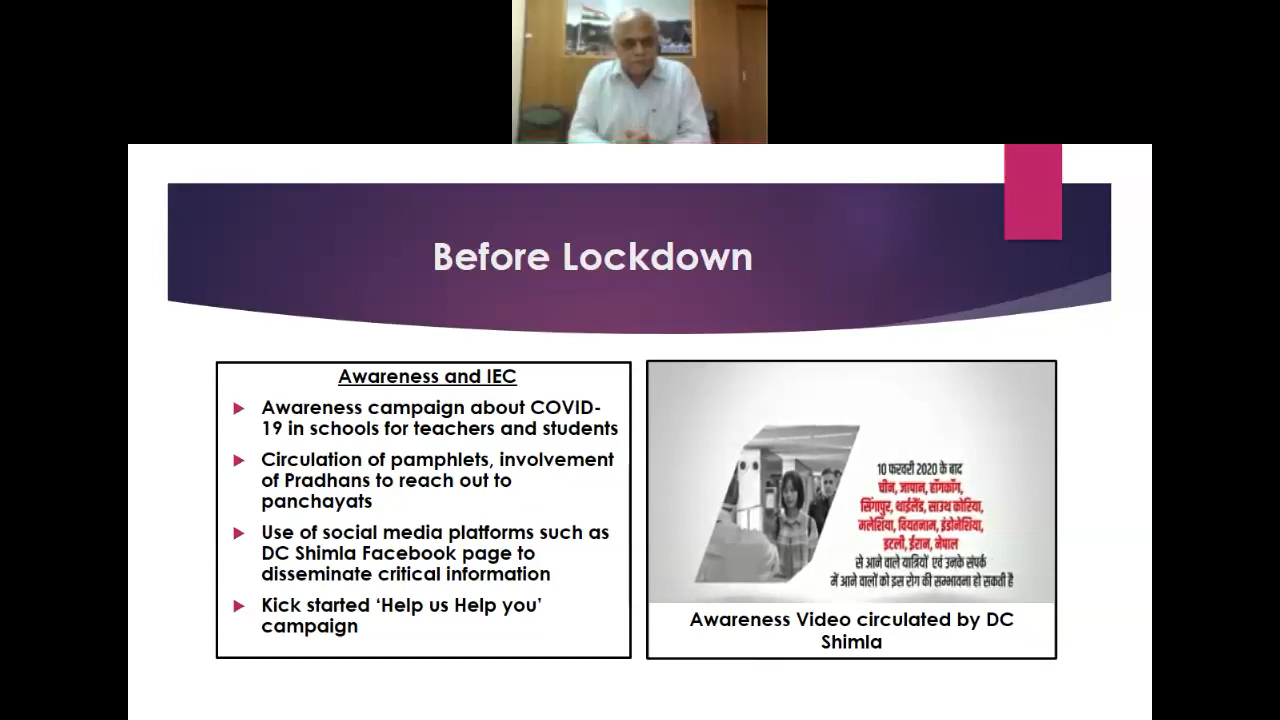 Before Lockdown
Awareness and IEC
Awareness campaign about COVID-
19 in schools for teachers and students
Circulation of pamphlets, involvement
of Pradhans to reach out to
panchayats
Use of social media platforms such as
DC Shimla Facebook page to
disseminate critical information
Kick started ‘Help us Help you’
campaign
10 फरवरी 2020 के बाद
चीन, जापान, हॉगकॉग,
सिंगापुर, थाईलैंड, साउथ कोरिया,
मलेशिया, वियतनाम, इंडोनेशिया,
इटली, ईरान, नेपाल
से आने वाले यात्रियों एवं उनके संपर्क
में आने वालों को इस रोग की सम्भावना हो सकती है
Awareness Video circulated by DC
Shimla